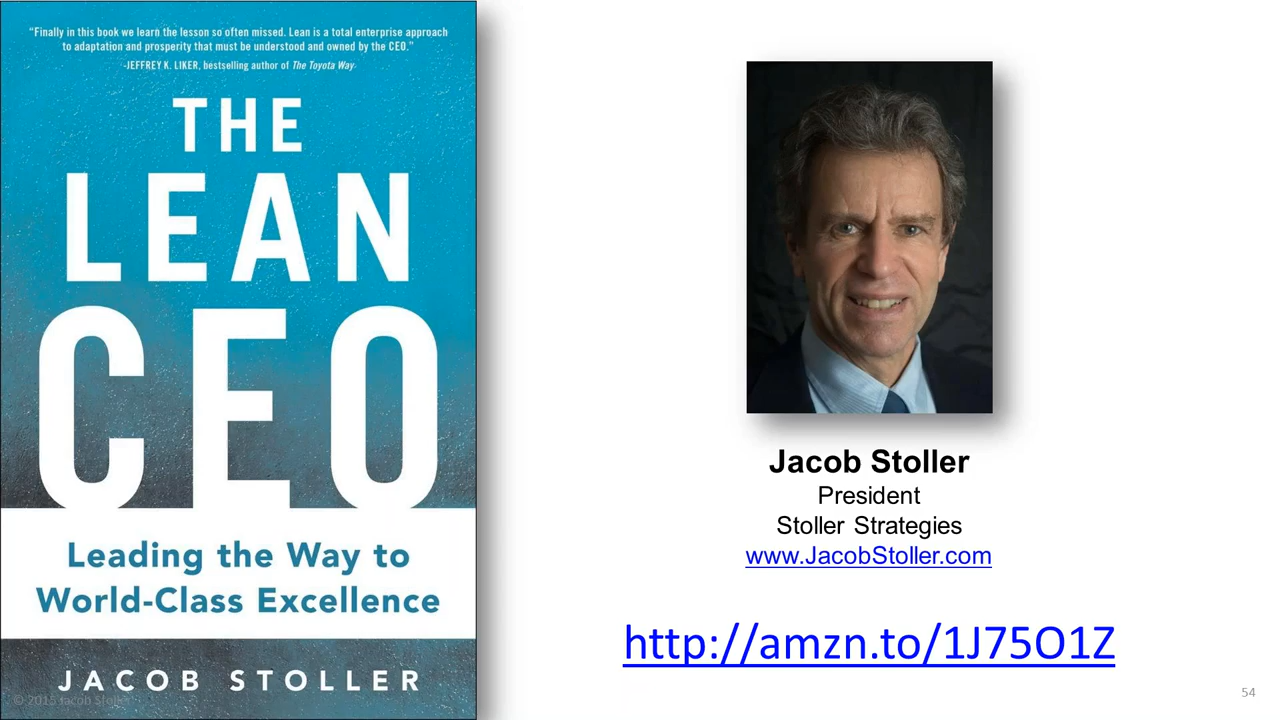 “Finally in this book we learn the lesson so often missed. Lean is a total enterprise approach
to adaptation and prosperity that must be understood and owned by the CEO.”
-JEFFREY K. LIKER, bestselling author of The Toyota Way
THE
LEAN
CEO
Leading the Way to
World-Class Excellence
JACOB STOLLER
© 2015 Jacob Stoller
Jacob Stoller
President
Stoller Strategies
www.JacobStoller.com
http://amzn.to/1J75O1Z
54